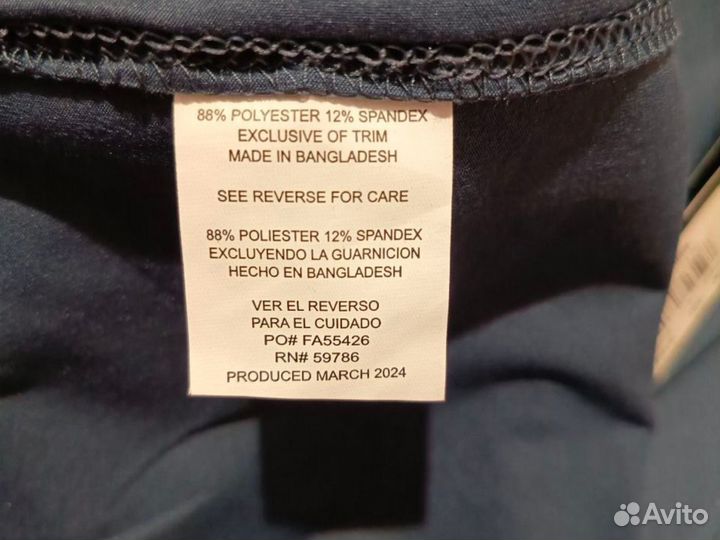 88% POLYESTER 12% SPANDEX
EXCLUSIVE OF TRIM
MADE IN BANGLADESH
SEE REVERSE FOR CARE
88% POLIESTER 12% SPANDEX
EXCLUYENDO LA GUARNICION
HECHO EN BANGLADESH
VER EL REVERSO
PARA EL CUIDADO
PO# FA55426
RN# 59786
PRODUCED MARCH 2024
Avito